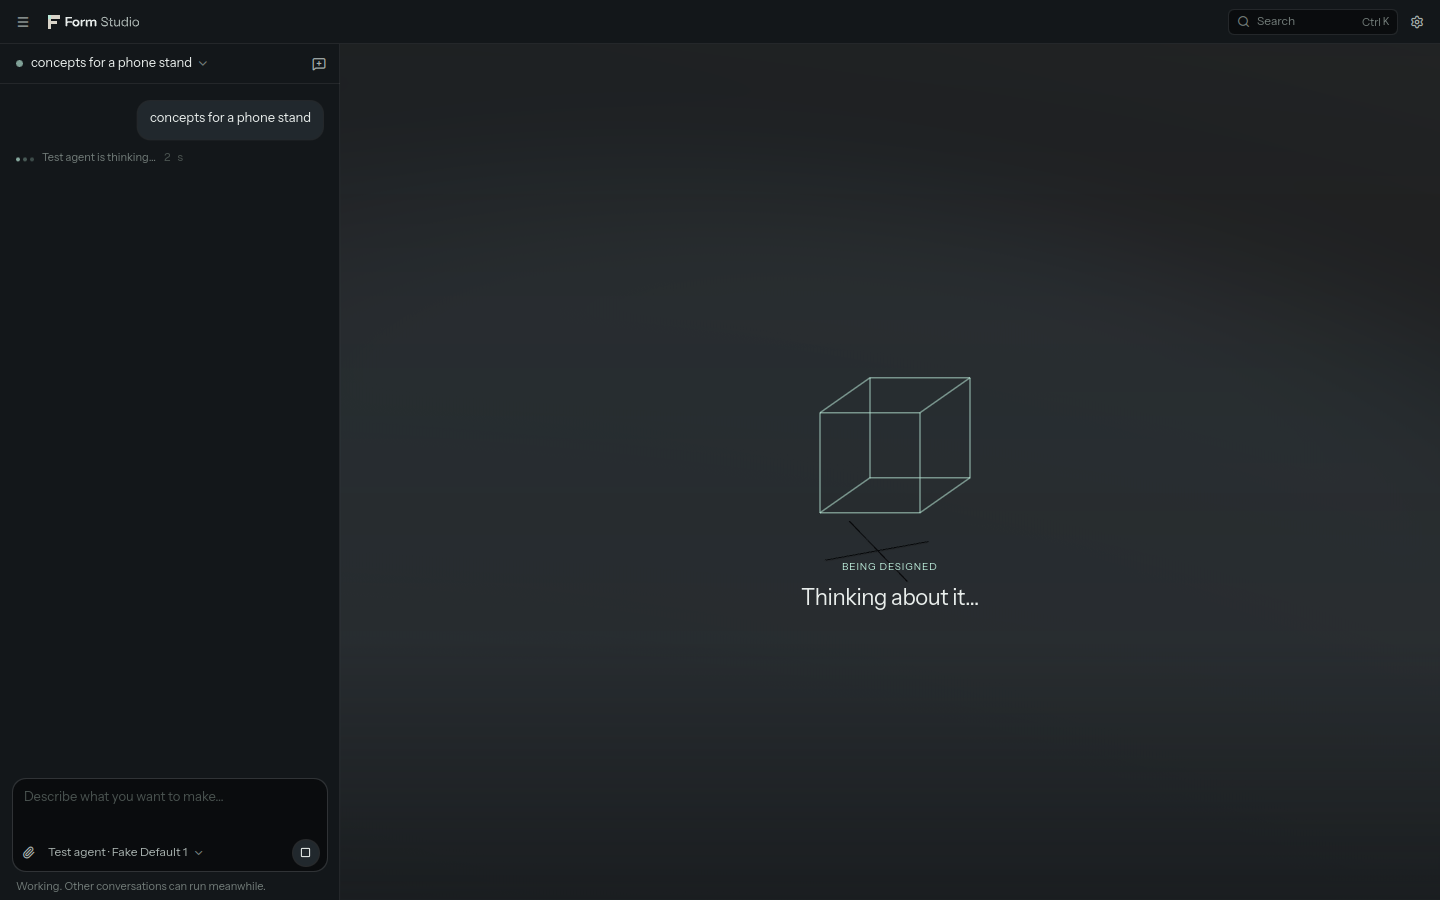 Form Studio
Search Ctrl K
concepts for a phone stand
concepts for a phone stand
Test agent is thinking... 2 s
BEING DESIGNED
Thinking about it...
Describe what you want to make...
Test agent · Fake Default 1
Working. Other conversations can run meanwhile.